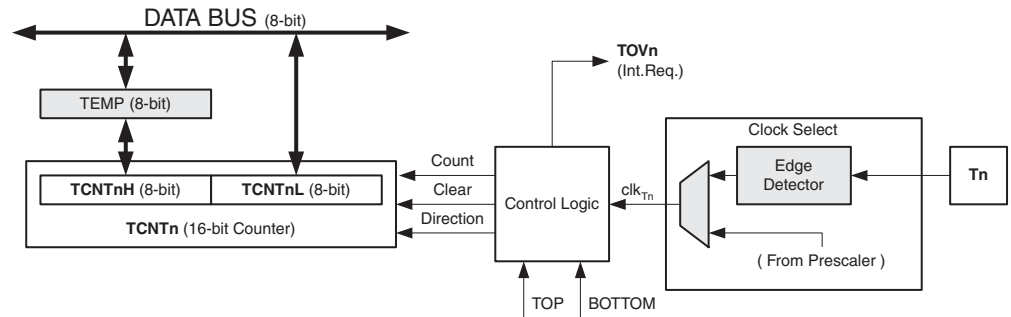 DATA BUS (8-bit)
TOVn
(Int.Req.)
TEMP (8-bit)
Clock Select
Count
Edge
Detector
TCNTnH (8-bit) TCNTnL (8-bit)
Clear
Control Logic
clkTn
Tn
TCNTn (16-bit Counter)
Direction
( From Prescaler )
TOP
BOTTOM